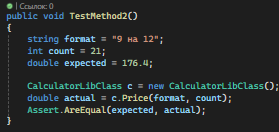 | Ссылок: 0
public void TestMethod2()
{
string format = "9 на 12";
int count = 21;
double expected = 176.4;
CalculatorLibClass c = new CalculatorLibClass();
double actual = c.Price(format, count);
Assert.AreEqual(expected, actual);
}